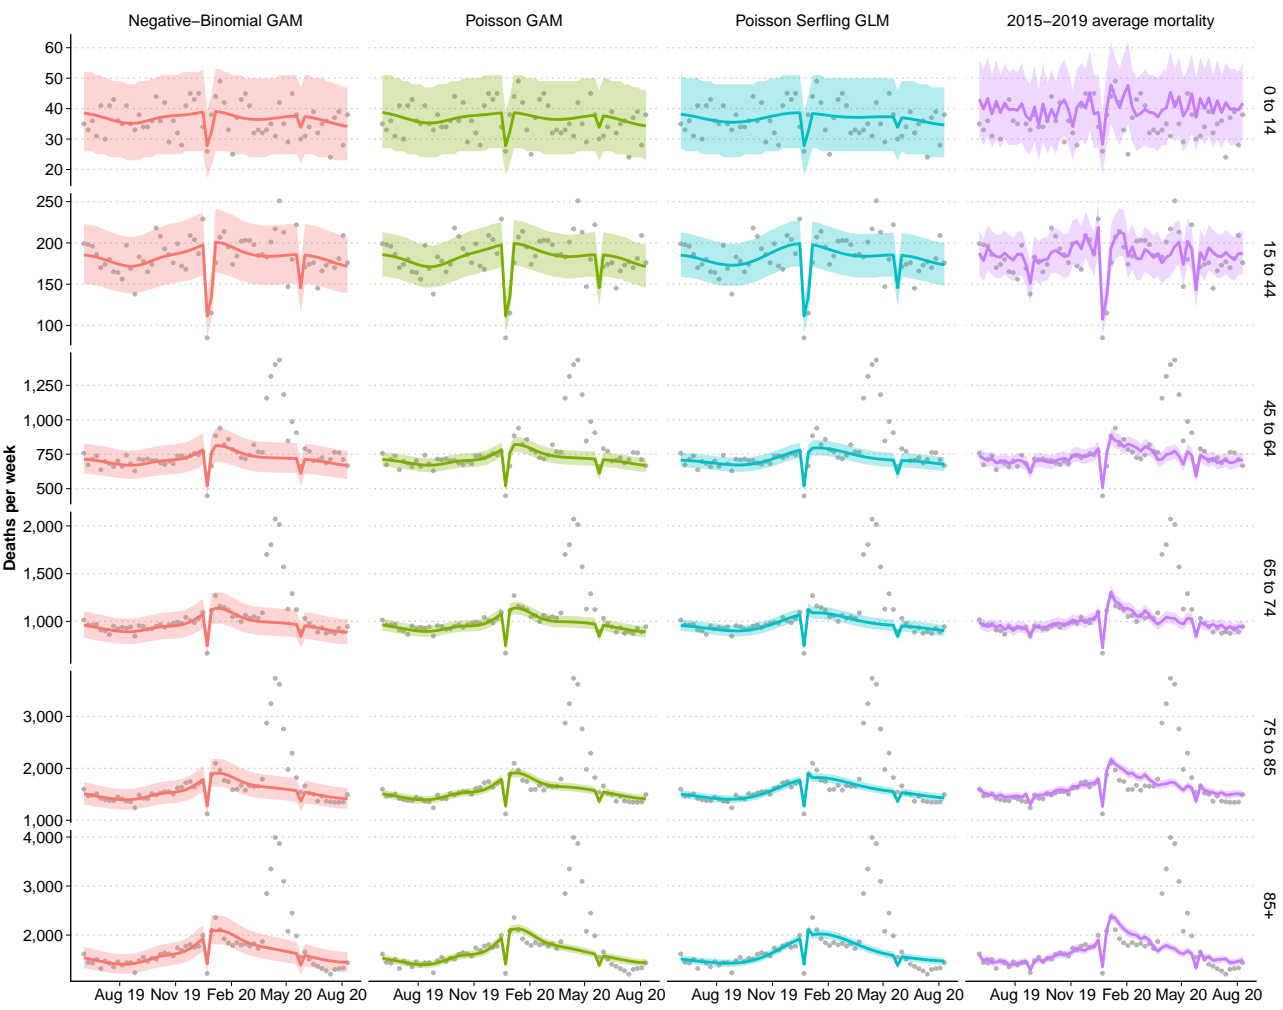 Negative−Binomial GAM
Poisson GAM
Poisson Serfling GLM
2015−2019 average mortality
Deaths per week
60
50
40
30
20
0 to 14
250
200
150
100
15 to 44
1,250
1,000
750
500
45 to 64
2,000
1,500
1,000
65 to 74
3,000
2,000
1,000
75 to 85
4,000
3,000
2,000
85+
Aug 19 Nov 19 Feb 20 May 20 Aug 20
Aug 19 Nov 19 Feb 20 May 20 Aug 20
Aug 19 Nov 19 Feb 20 May 20 Aug 20
Aug 19 Nov 19 Feb 20 May 20 Aug 20